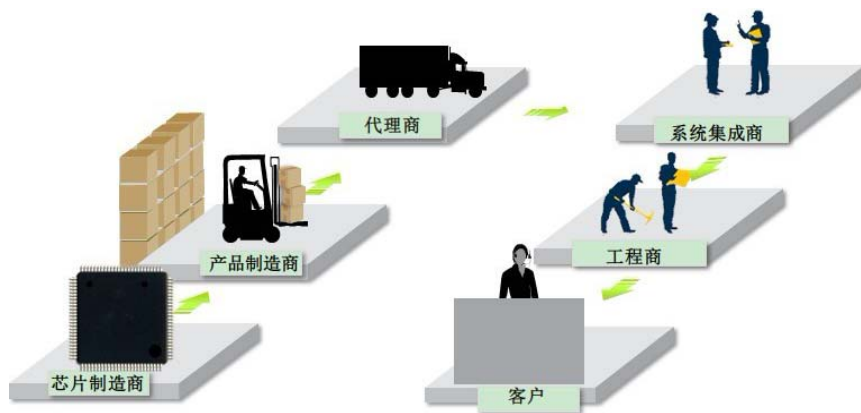 代理商
系统集成商
产品制造商
工程商
芯片制造商
客户